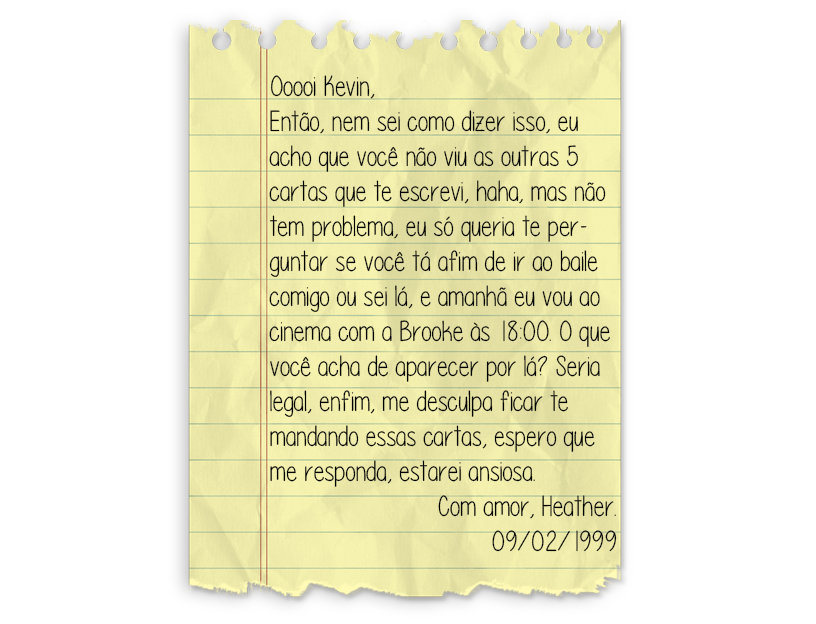 Ooooi Kevin,
Então, nem sei como dizer isso, eu
acho que você não viu as outras 5
cartas que te escrevi, haha, mas não
tem problema, eu só queria te per-
guntar se você tá afim de ir ao baile
comigo ou sei lá, e amanhã eu vou ao
cinema com a Brooke às 18:00. O que
você acha de aparecer por lá? Seria
legal, enfim, me desculpa ficar te
mandando essas cartas, espero que
me responda, estarei ansiosa.
Com amor, Heather.
09/02/1999